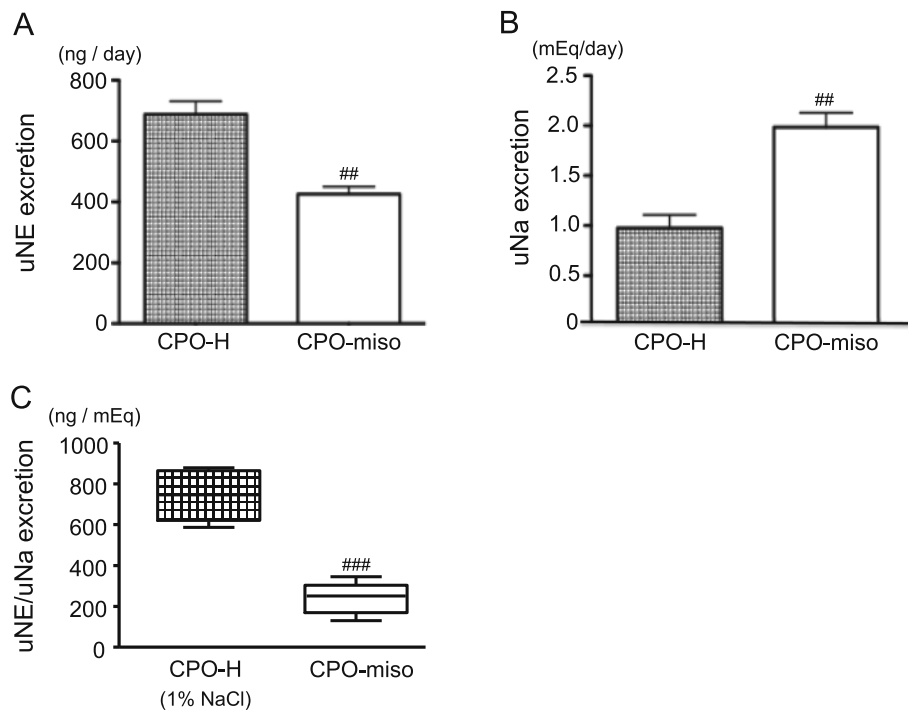 A
(ng / day)
800
600
400
200
0
uNE excretion
##
CPO-H
CPO-miso
B
(mEq/day)
2.5
2.0
1.5
1.0
0.5
0
uNa excretion
##
CPO-H
CPO-miso
C
(ng / mEq)
1000
800
600
400
200
0
uNE/uNa excretion
###
CPO-H
(1% NaCl)
CPO-miso